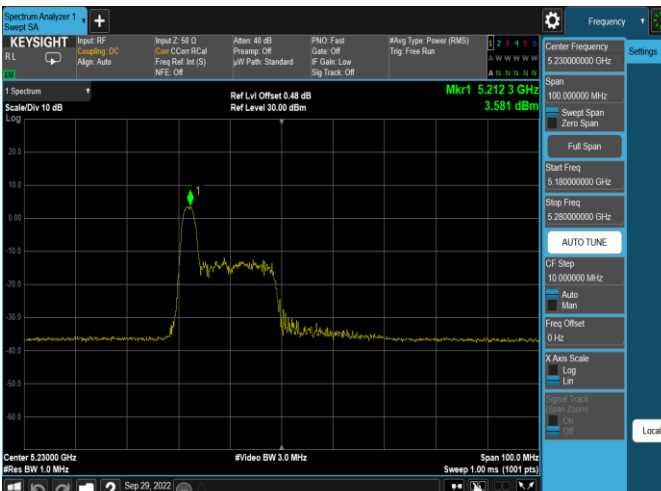 Spectrum Analyzer 1
Swept SA
+
Frequency
KEYSIGHT
RL
LW
Input: RF
Coupling: DC
Align: Auto
Input Z: 50 Ω
Corr CCorr RCal
Freq Ref: Int (S)
NFE: Off
Atten: 40 dB
Preamp: Off
µW Path: Standard
PNO: Fast
Gate: Off
IF Gain: Low
Sig Track: Off
#Avg Type: Power (RMS)
Trig: Free Run
1 2 3 4 5 6
A W W W W W
A N N N N N
1 Spectrum
Scale/Div 10 dB
Log
Ref Lvl Offset 0.48 dB
Ref Level 30.00 dBm
Mkr1 5.212 3 GHz
3.581 dBm
20.0
10.0
0.00
-10.0
-20.0
-30.0
-40.0
-50.0
-60.0
1
Center 5.23000 GHz
#Res BW 1.0 MHz
#Video BW 3.0 MHz
Span 100.0 MHz
Sweep 1.00 ms (1001 pts)
Sep 29, 2022
Center Frequency
5.230000000 GHz
Span
100.000000 MHz
Swept Span
Zero Span
Full Span
Start Freq
5.180000000 GHz
Stop Freq
5.280000000 GHz
AUTO TUNE
CF Step
10.000000 MHz
Auto
Man
Freq Offset
0 Hz
X Axis Scale
Log
Lin
Signal Track
(Span Zoom)
On
Off
Settings
Local